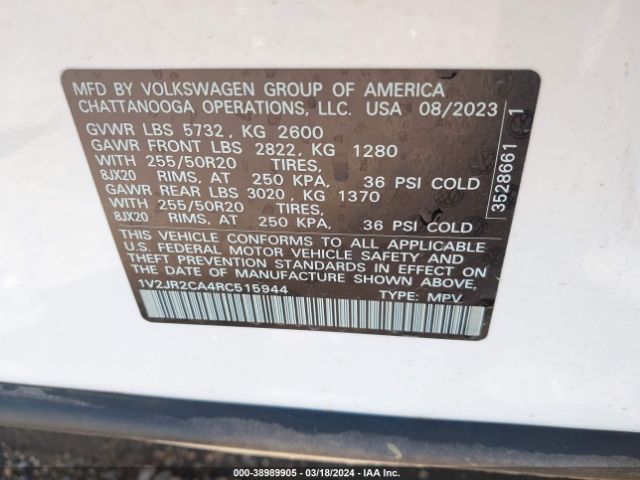 MFD BY VOLKSWAGEN GROUP OF AMERICA
CHATTANOOGA OPERATIONS, LLC. USA 08/2023
GVWR LBS 5732, KG 2600
GAWR FRONT LBS 2822, KG 1280
WITH 255/50R20 TIRES,
8JX20 RIMS, AT 250 KPA, 36 PSI COLD
GAWR REAR LBS 3020, KG 1370
WITH 255/50R20 TIRES,
8JX20 RIMS, AT 250 KPA, 36 PSI COLD
THIS VEHICLE CONFORMS TO ALL APPLICABLE
U.S. FEDERAL MOTOR VEHICLE SAFETY AND
THEFT PREVENTION STANDARDS IN EFFECT ON
THE DATE OF MANUFACTURE SHOWN ABOVE.
1V2JR2CA4RC515944 TYPE: MPV
3528661 1
000-38989905 - 03/18/2024 - IAA Inc.